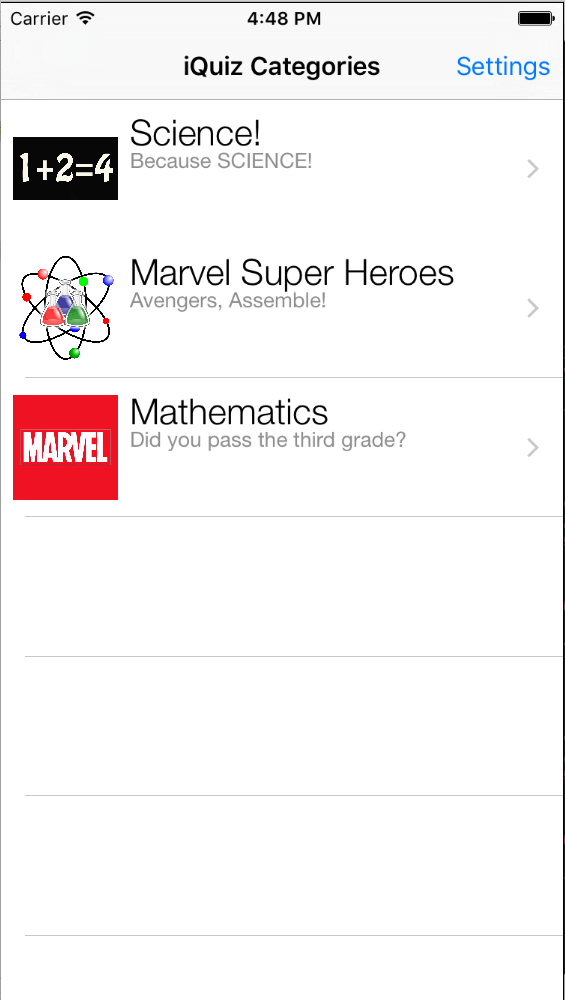 Carrier 4:48 PM
iQuiz Categories Settings
Science!
1+2=4
Because SCIENCE!
Marvel Super Heroes
Avengers, Assemble!
Mathematics
MARVEL
Did you pass the third grade?